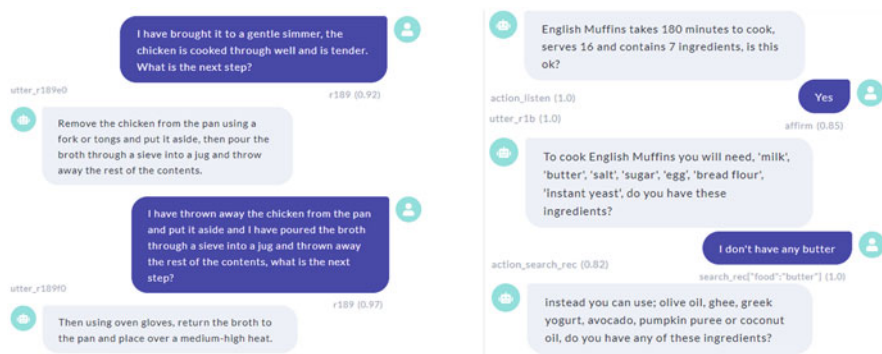 I have brought it to a gentle simmer, the
chicken is cooked through well and is tender.
What is the next step?
utter_r189e0
r189 (0.92)
Remove the chicken from the pan using a
fork or tongs and put it aside, then pour the
broth through a sieve into a jug and throw
away the rest of the contents.
I have thrown away the chicken from the pan
and put it aside and I have poured the broth
through a sieve into a jug and thrown away
the rest of the contents, what is the next
step?
utter_r189f0
r189 (0.97)
Then using oven gloves, return the broth to
the pan and place over a medium-high heat.
English Muffins takes 180 minutes to cook,
serves 16 and contains 7 ingredients, is this
ok?
action_listen (1.0)
Yes
utter_r1b (1.0)
affirm (0.85)
To cook English Muffins you will need, 'milk',
'butter', 'salt', 'sugar', 'egg', 'bread flour',
'instant yeast', do you have these
ingredients?
I don't have any butter
action_search_rec (0.82)
search_rec["food":"butter"] (1.0)
instead you can use; olive oil, ghee, greek
yogurt, avocado, pumpkin puree or coconut
oil, do you have any of these ingredients?